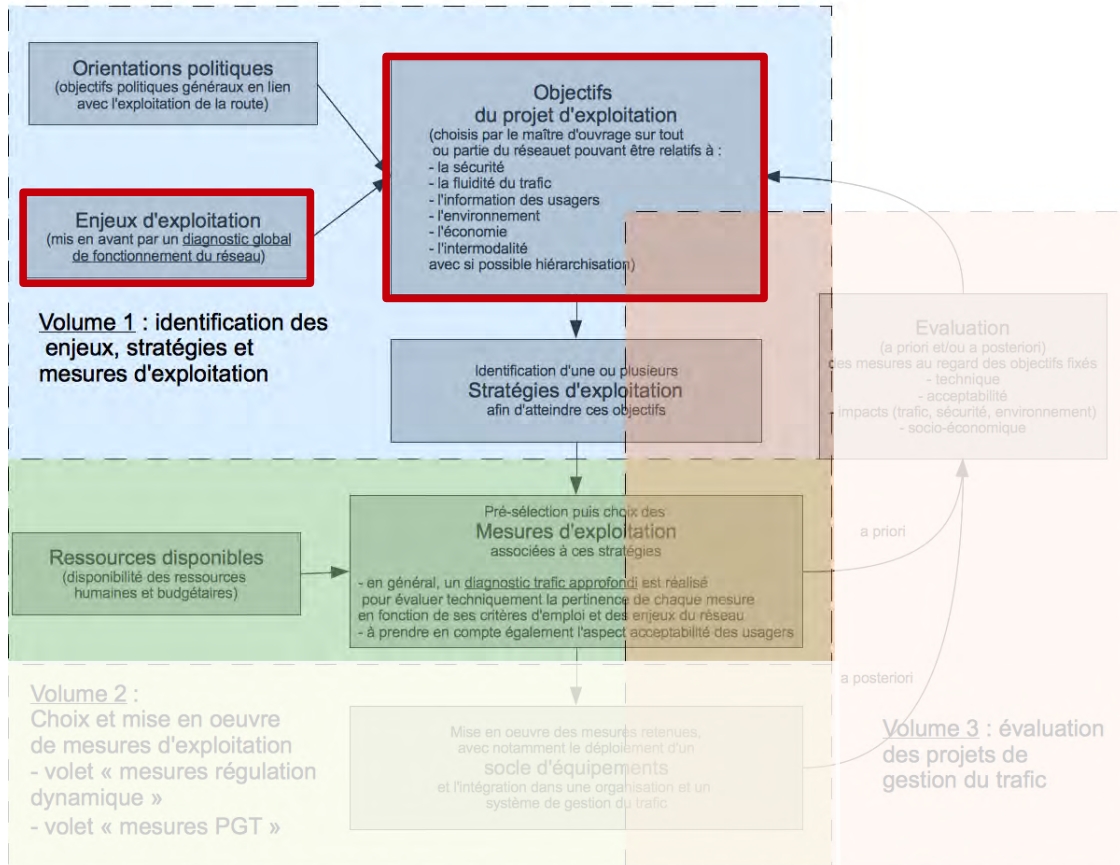 Orientations politiques
(objectifs politiques généraux en lien
avec l'exploitation de la route)
Objectifs
du projet d'exploitation
(choisis par le maître d'ouvrage sur tout
ou partie du réseauet pouvant être relatifs à :
- la sécurité
- la fluidité du trafic
- l'information des usagers
- l'environnement
- l'économie
- l'intermodalité
avec si possible hiérarchisation)
Enjeux d'exploitation
(mis en avant par un diagnostic global
de fonctionnement du réseau)
Volume 1 : identification des
enjeux, stratégies et
mesures d'exploitation
Identification d'une ou plusieurs
Stratégies d'exploitation
afin d'atteindre ces objectifs
Evaluation
(a priori et/ou a posteriori)
des mesures au regard des objectifs fixés
- technique
- acceptabilité
impacts (trafic, sécurité, environnement)
- socio-économique
Ressources disponibles
(disponibilité des ressources
humaines et budgétaires)
Pré-sélection puis choix des
Mesures d'exploitation
associées à ces stratégies
- en général, un diagnostic trafic approfondi est réalisé
pour évaluer techniquement la pertinence de chaque mesure
en fonction de ses critères d'emploi et des enjeux du réseau
- à prendre en compte également l'aspect acceptabilité des usagers
a priori
a posteriori
Volume 2 :
Choix et mise en oeuvre
de mesures d'exploitation
- volet « mesures régulation
dynamique »
- volet « mesures PGT »
Mise en oeuvre des mesures retenues,
avec notamment le déploiement d'un
socle d'équipements
et l'intégration dans une organisation et un
système de gestion du trafic
Volume 3 : évaluation
des projets de
gestion du trafic